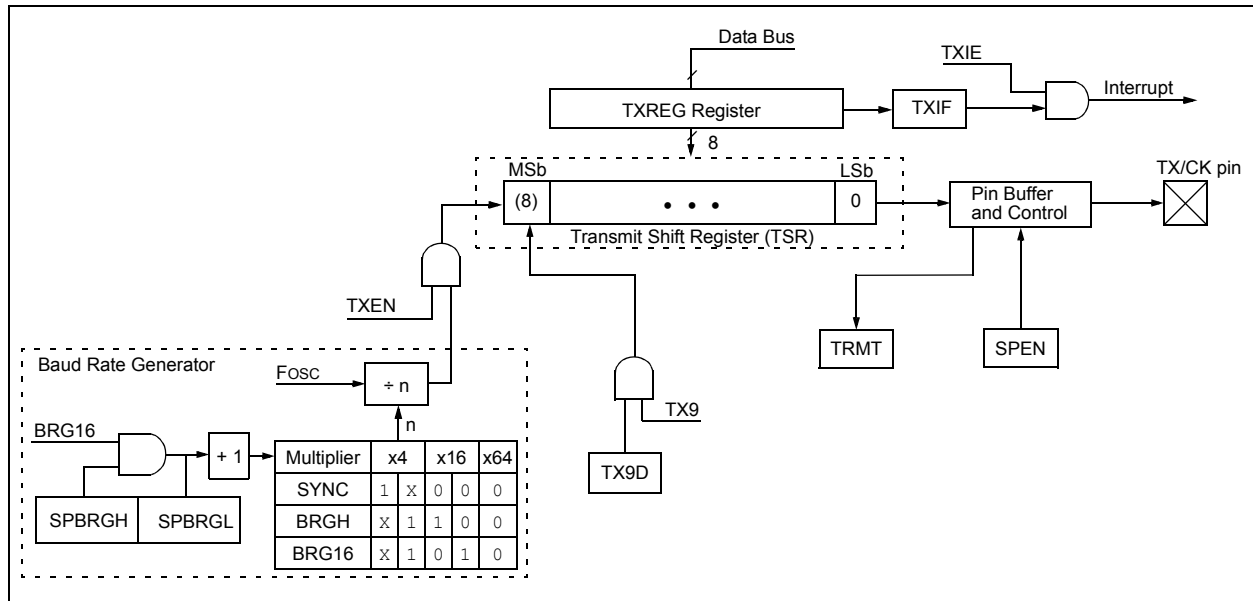 Data Bus
TXIE
Interrupt
TXREG Register
TXIF
8
MSb
LSb
TX/CK pin
(8)
• • •
0
Pin Buffer
and Control
Transmit Shift Register (TSR)
TXEN
TRMT
SPEN
Baud Rate Generator
FOSC
÷ n
TX9
n
BRG16
+ 1
Multiplier x4 x16 x64
TX9D
SYNC 1 X 0 0 0
SPBRGH SPBRGL
BRGH X 1 1 0 0
BRG16 X 1 0 1 0